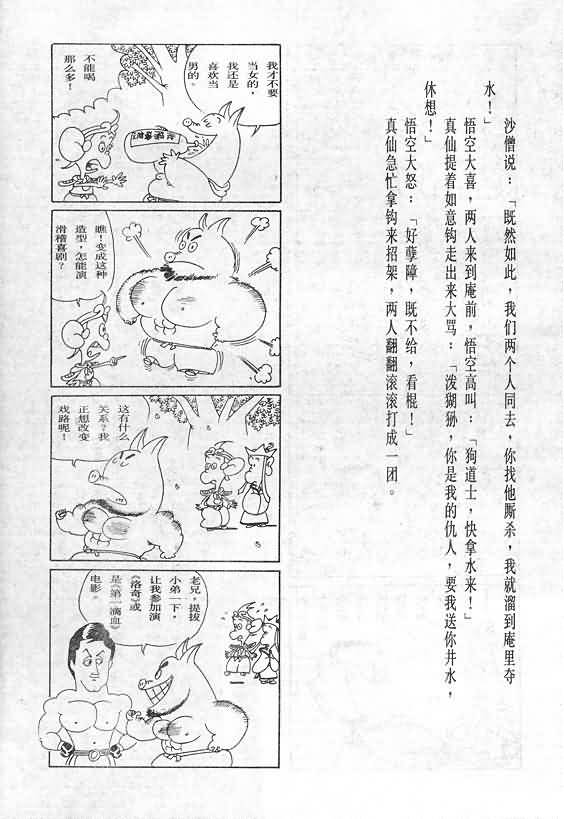 沙僧说：「既然如此，我们两个人同去，你找他厮杀，我就溜到庵里夺
水！」
悟空大喜，两人来到庵前，悟空高叫：「狗道士，快拿水来！」
真仙提着如意钩走出来大骂：「泼猢狲，你是我的仇人，要我送你井水，
休想！」
悟空大怒：「好孽障，既不给，看棍！」
真仙急忙拿钩来招架，两人翻翻滚滚打成一团。
我才不要
当女的，
我还是
喜欢当
男的。
不能喝
那么多！
瞧！变成这种
造型，怎能演
滑稽喜剧？
这有什么
关系？我
正想改变
戏路呢！
老兄，提拔
小弟一下，
让我参加演
《洛奇》或
是《第一滴血》
电影。